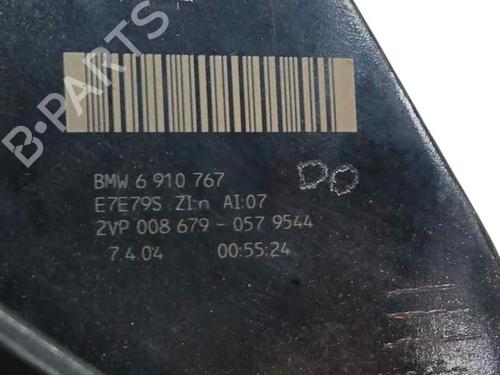 B-PARTS
BMW 6 910 767
DO
E7E79S ZI:n AI:07
2VP 008 679 - 057 9544
7.4.04 00:55:24